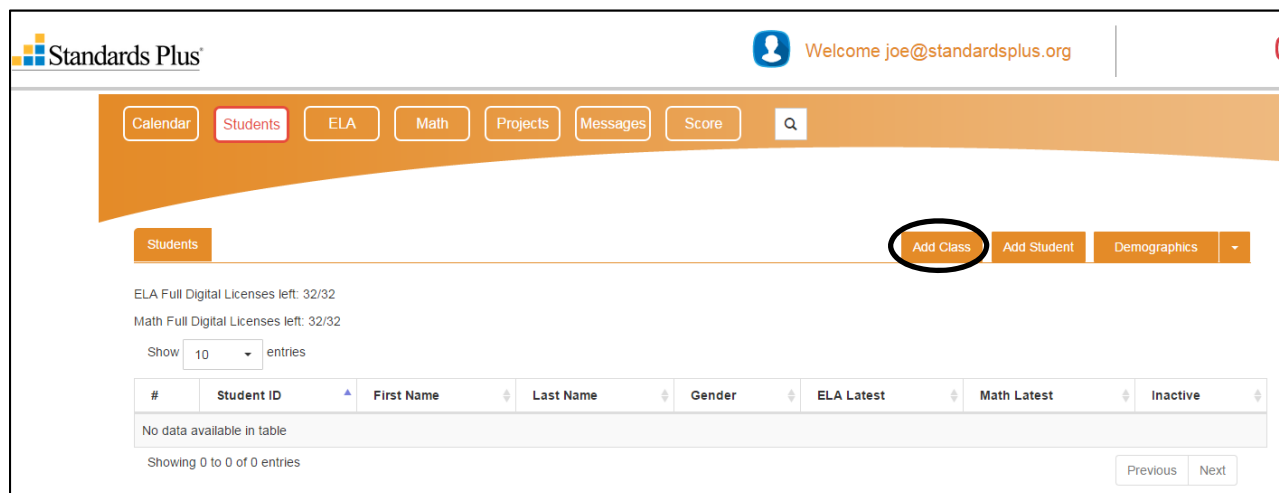 Standards Plus®
Welcome joe@standardsplus.org
Calendar Students ELA Math Projects Messages Score
Students Add Class Add Student Demographics
ELA Full Digital Licenses left: 32/32
Math Full Digital Licenses left: 32/32
Show 10 entries
# Student ID First Name Last Name Gender ELA Latest Math Latest Inactive
No data available in table
Showing 0 to 0 of 0 entries
Previous Next